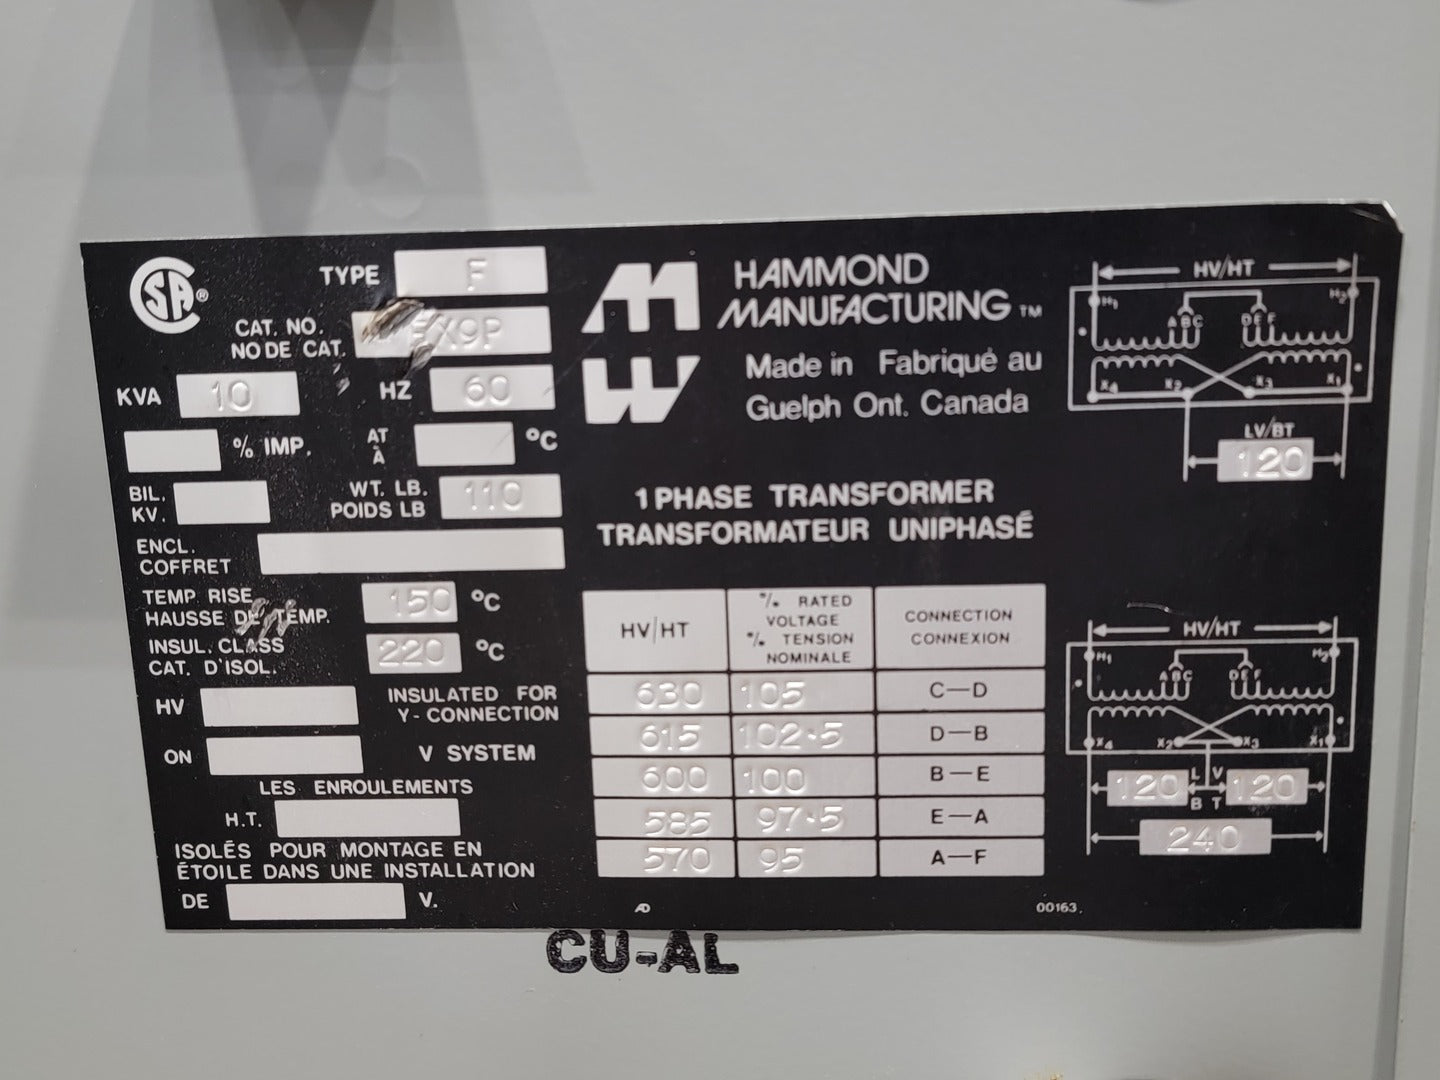 CSA®
TYPE F
CAT. NO.
NO DE CAT. X9P
KVA 10 HZ 60
% IMP. AT À °C
BIL. KV. WT. LB. POIDS LB 110
ENCL.
COFFRET
TEMP. RISE
HAUSSE DE TEMP. 150 °C
INSUL. CLASS
CAT. D'ISOL. 220 °C
HV INSULATED FOR
Y-CONNECTION
ON V SYSTEM
LES ENROULEMENTS
H.T.
ISOLÉS POUR MONTAGE EN
ÉTOILE DANS UNE INSTALLATION
DE V.
HAMMOND
MANUFACTURING™
Made in Fabriqué au
Guelph Ont. Canada
1 PHASE TRANSFORMER
TRANSFORMATEUR UNIPHASÉ
HV/HT
% RATED
VOLTAGE
% TENSION
NOMINALE
CONNECTION
CONNEXION
630 105 C—D
615 102.5 D—B
600 100 B—E
585 97.5 E—A
570 95 A—F
00163.
HV/HT
H1 H2
A B C D E F
X4 X2 X3 X1
LV/BT
120
HV/HT
H1 H2
A B C D E F
X4 X2 X3 X1
120 L V 120
B T
240
CU-AL